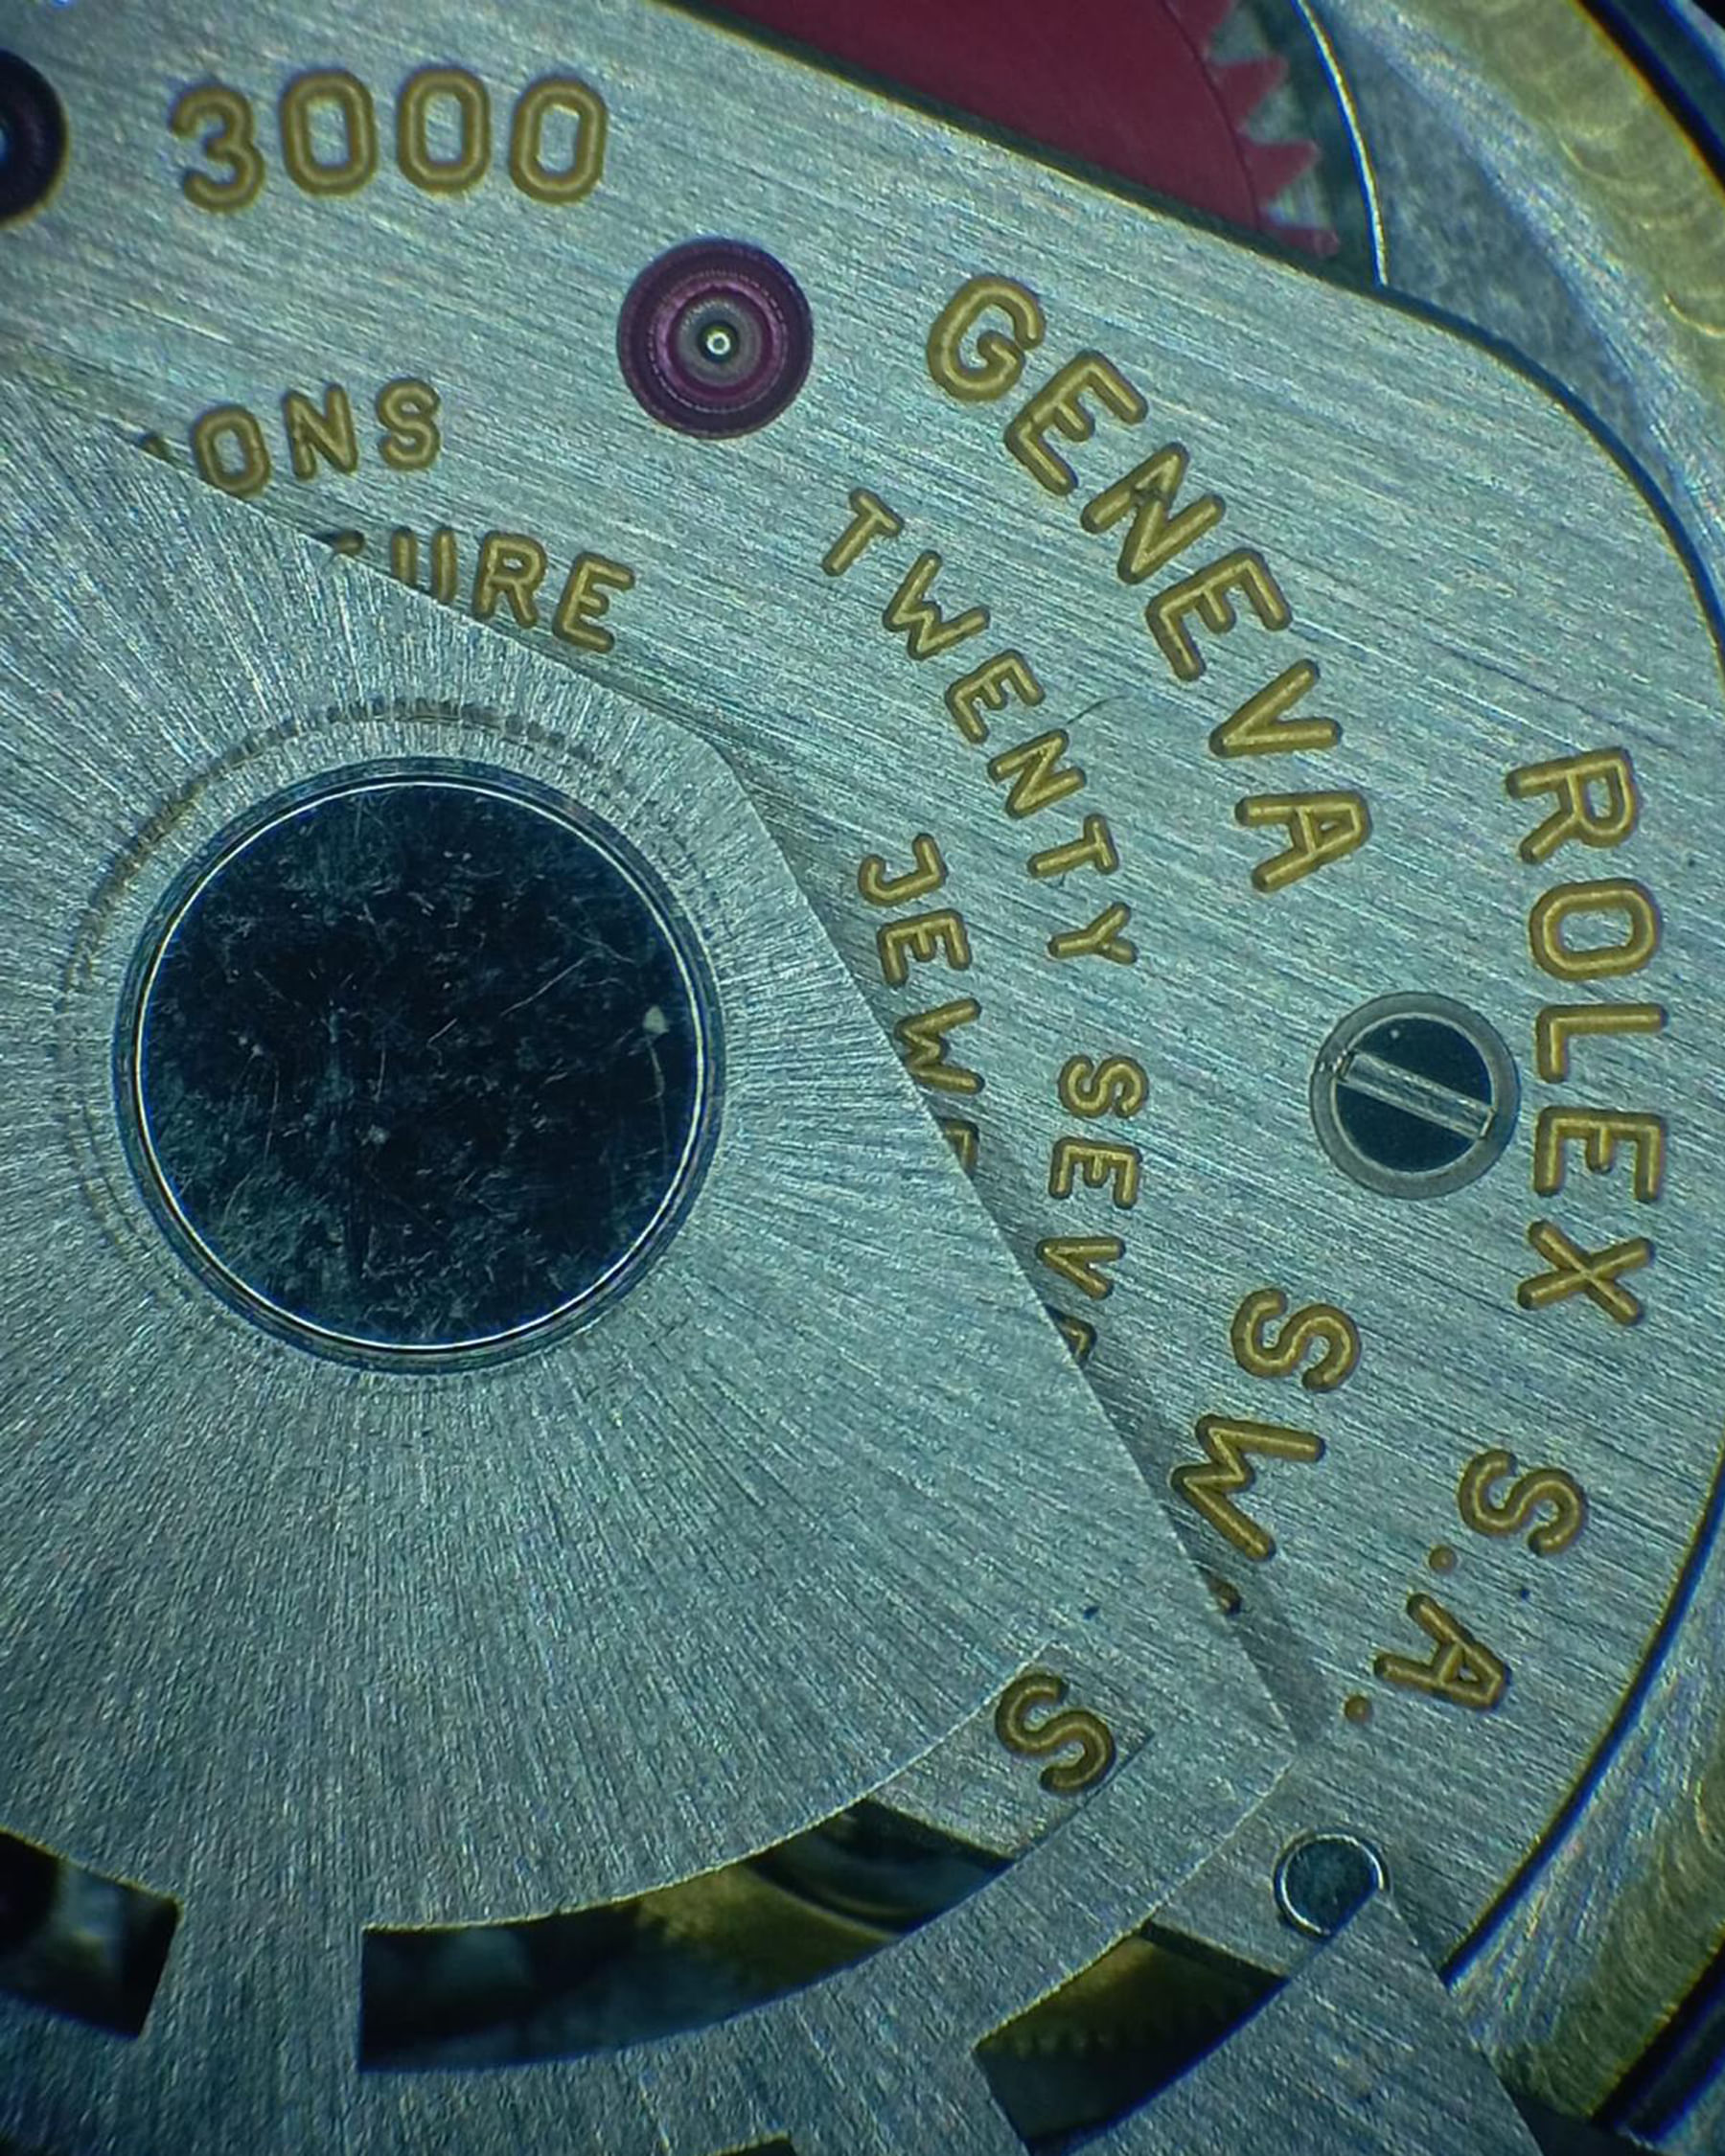 3000
ONS
URE
GENEVA SW
TWENTY SEV
JEW
ROLEX S.A.
S